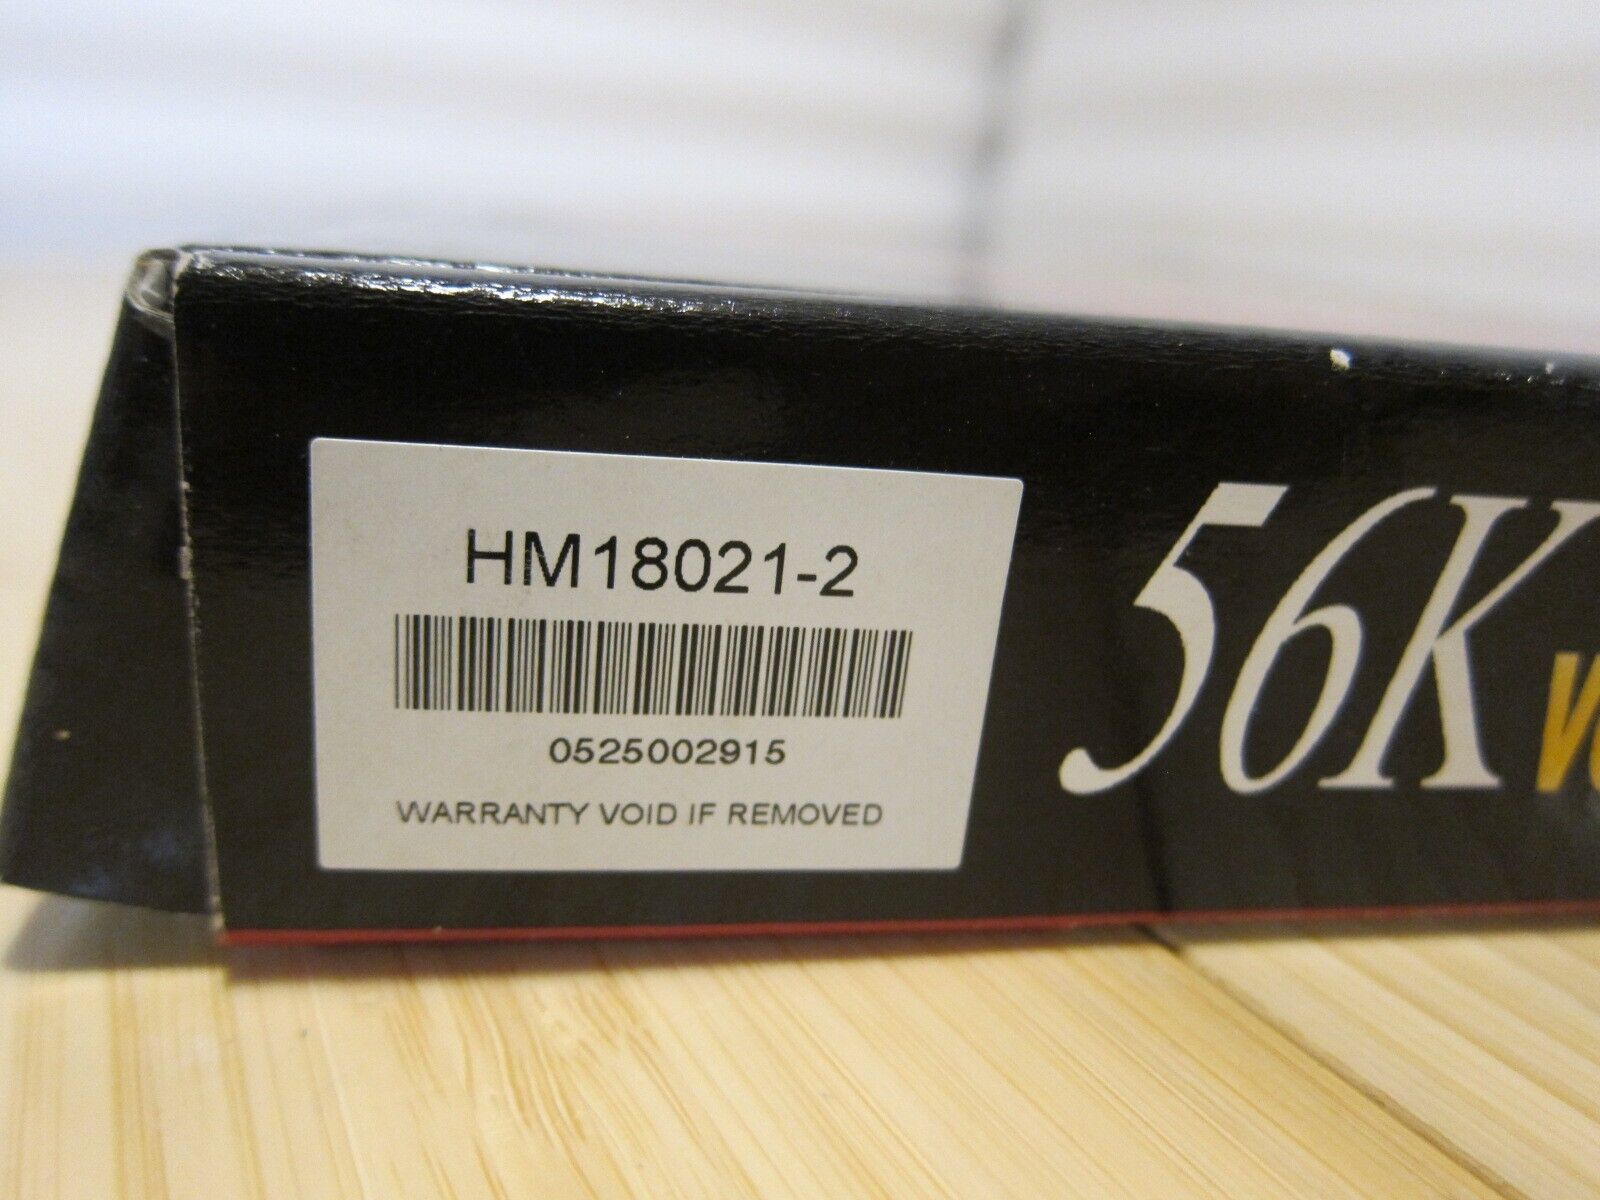 HM18021-2
0525002915
WARRANTY VOID IF REMOVED
56K